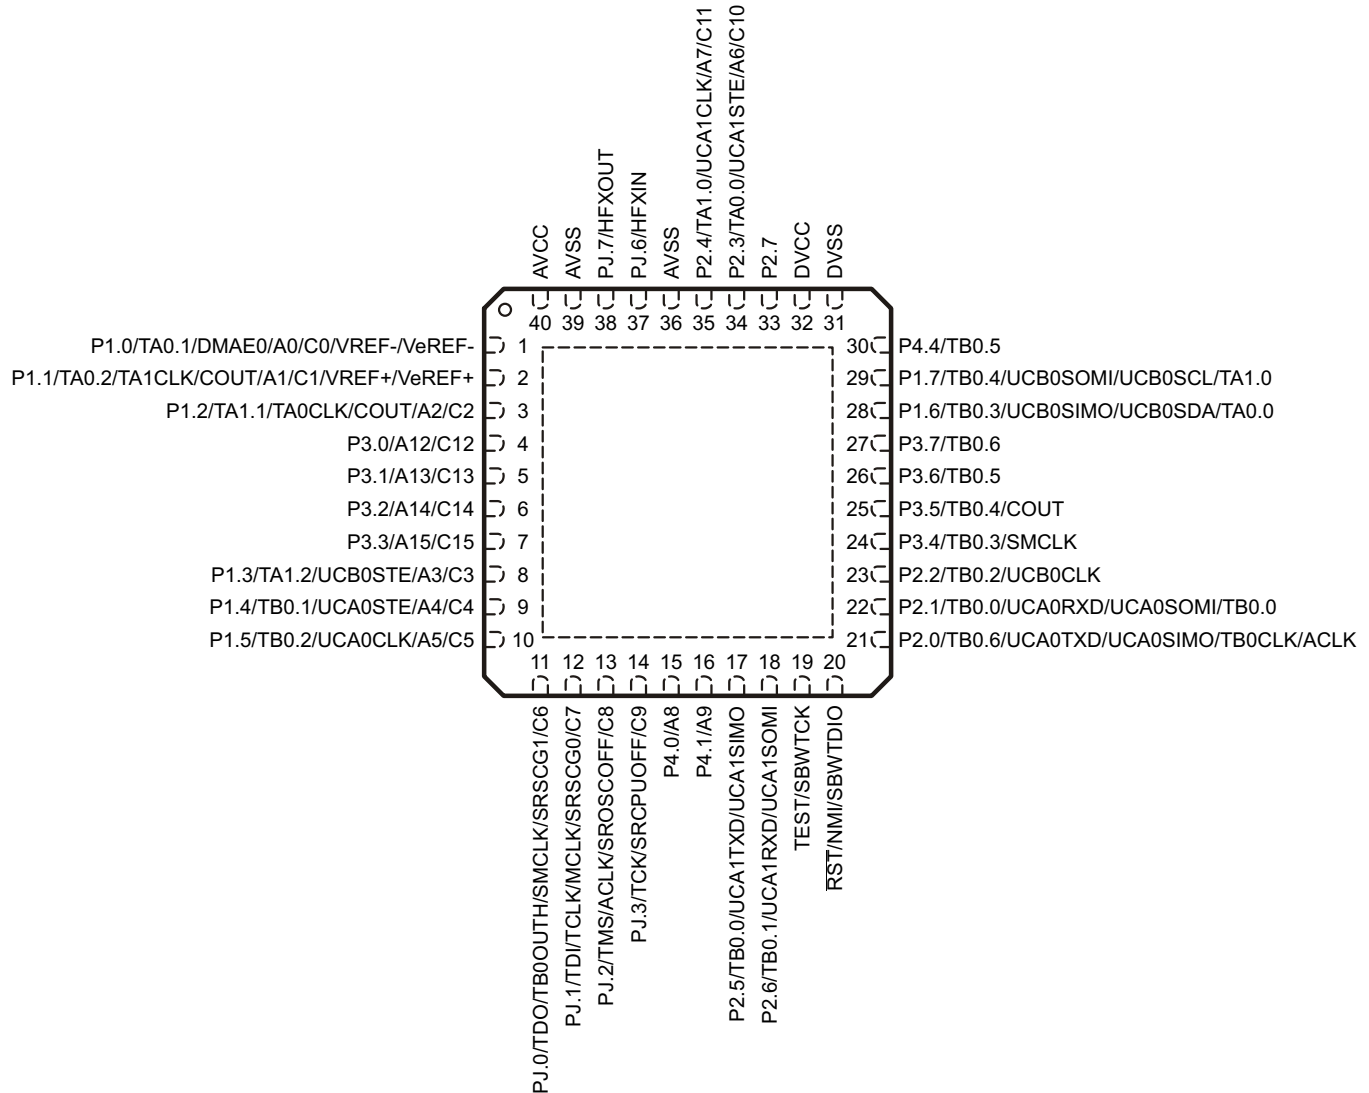 AVCC
AVSS
PJ.7/HFXOUT
PJ.6/HFXIN
AVSS
P2.4/TA1.0/UCA1CLK/A7/C11
P2.3/TA0.0/UCA1STE/A6/C10
P2.7
DVCC
DVSS
40 39 38 37 36 35 34 33 32 31
P1.0/TA0.1/DMAE0/A0/C0/VREF-/VeREF- 1
P1.1/TA0.2/TA1CLK/COUT/A1/C1/VREF+/VeREF+ 2
P1.2/TA1.1/TA0CLK/COUT/A2/C2 3
P3.0/A12/C12 4
P3.1/A13/C13 5
P3.2/A14/C14 6
P3.3/A15/C15 7
P1.3/TA1.2/UCB0STE/A3/C3 8
P1.4/TB0.1/UCA0STE/A4/C4 9
P1.5/TB0.2/UCA0CLK/A5/C5 10
30 P4.4/TB0.5
29 P1.7/TB0.4/UCB0SOMI/UCB0SCL/TA1.0
28 P1.6/TB0.3/UCB0SIMO/UCB0SDA/TA0.0
27 P3.7/TB0.6
26 P3.6/TB0.5
25 P3.5/TB0.4/COUT
24 P3.4/TB0.3/SMCLK
23 P2.2/TB0.2/UCB0CLK
22 P2.1/TB0.0/UCA0RXD/UCA0SOMI/TB0.0
21 P2.0/TB0.6/UCA0TXD/UCA0SIMO/TB0CLK/ACLK
11 12 13 14 15 16 17 18 19 20
PJ.0/TDO/TB0OUTH/SMCLK/SRSCG1/C6
PJ.1/TDI/TCLK/MCLK/SRSCG0/C7
PJ.2/TMS/ACLK/SROSCOFF/C8
PJ.3/TCK/SRCPUOFF/C9
P4.0/A8
P4.1/A9
P2.5/TB0.0/UCA1TXD/UCA1SIMO
P2.6/TB0.1/UCA1RXD/UCA1SOMI
TEST/SBWTCK
RST/NMI/SBWTDIO